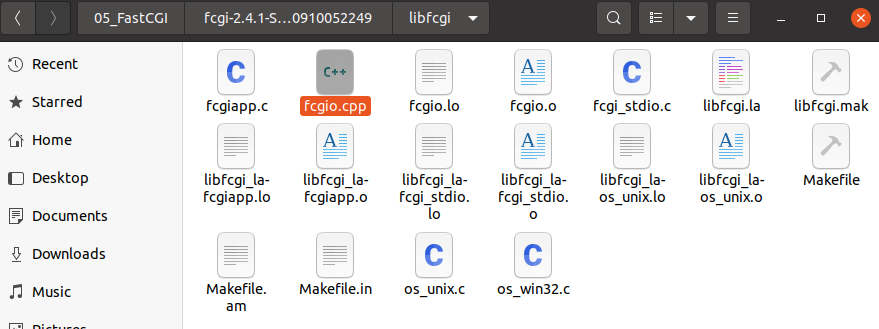 05_FastCGI
fcgi-2.4.1-S...0910052249
libfcgi
Recent
Starred
Home
Desktop
Documents
Downloads
Music
Pictures
C
fcgiapp.c
C++
fcgio.cpp
fcgio.lo
A
fcgio.o
C
fcgi_stdio.c
libfcgi.la
libfcgi.mak
libfcgi_la-
fcgiapp.lo
A
libfcgi_la-
fcgiapp.o
libfcgi_la-
fcgi_stdio.
lo
A
libfcgi_la-
fcgi_stdio.
o
libfcgi_la-
os_unix.lo
A
libfcgi_la-
os_unix.o
Makefile
Makefile.
am
Makefile.in
C
os_unix.c
C
os_win32.c